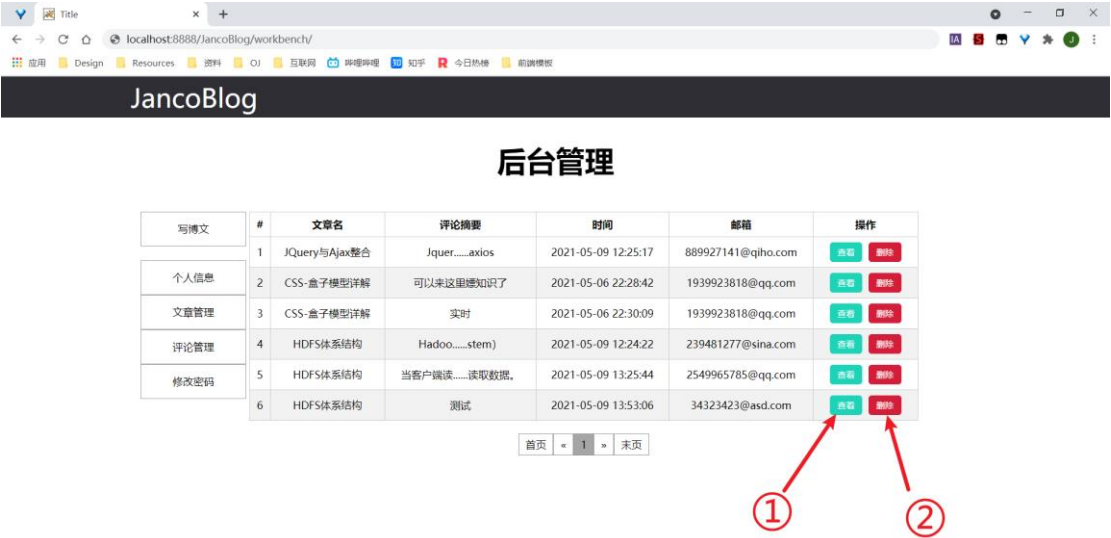 Title
localhost:8888/JancoBlog/workbench/
IA S J
应用 Design Resources 资料 OJ 互联网 哔哩哔哩 知乎 今日热榜 前端模板
JancoBlog
后台管理
写博文
个人信息
文章管理
评论管理
修改密码
# 文章名 评论摘要 时间 邮箱 操作
1 JQuery与Ajax整合 Jquer......axios 2021-05-09 12:25:17 889927141@qiho.com 查看 删除
2 CSS-盒子模型详解 可以来这里嫖知识了 2021-05-06 22:28:42 1939923818@qq.com 查看 删除
3 CSS-盒子模型详解 实时 2021-05-06 22:30:09 1939923818@qq.com 查看 删除
4 HDFS体系结构 Hadoo......stem) 2021-05-09 12:24:22 239481277@sina.com 查看 删除
5 HDFS体系结构 当客户端读......读取数据。 2021-05-09 13:25:44 2549965785@qq.com 查看 删除
6 HDFS体系结构 测试 2021-05-09 13:53:06 34323423@asd.com 查看 删除
首页 « 1 » 末页
① ②